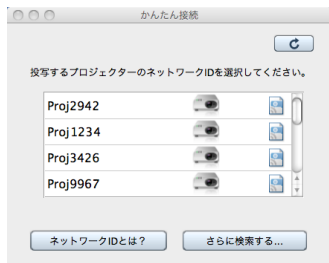 かんたん接続
投写するプロジェクターのネットワークIDを選択してください。
Proj2942
Proj1234
Proj3426
Proj9967
ネットワークIDとは？
さらに検索する...